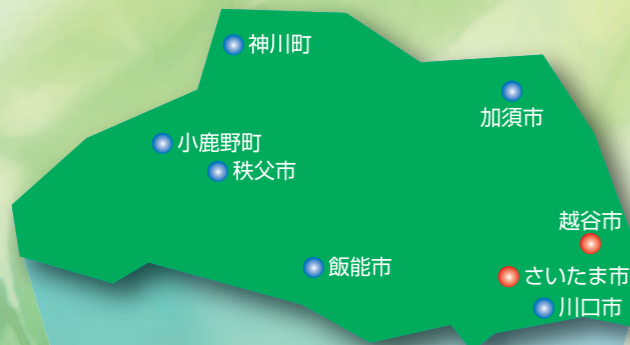 神川町
加須市
小鹿野町
秩父市
越谷市
飯能市
さいたま市
川口市